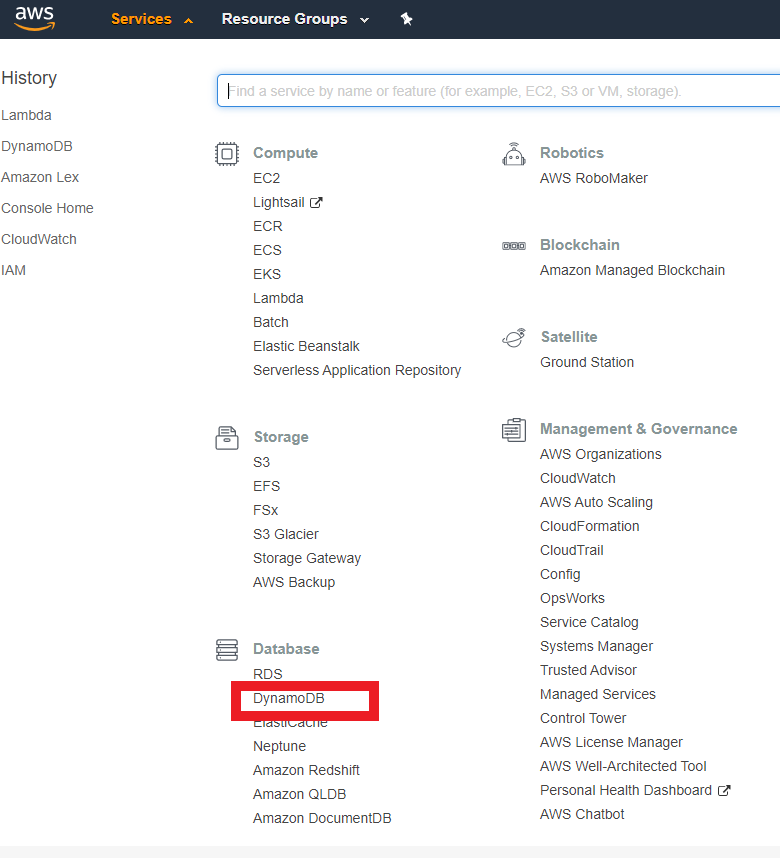 aws Services Resource Groups
History
Lambda
DynamoDB
Amazon Lex
Console Home
CloudWatch
IAM
Find a service by name or feature (for example, EC2, S3 or VM, storage).
Compute
EC2
Lightsail
ECR
ECS
EKS
Lambda
Batch
Elastic Beanstalk
Serverless Application Repository
Storage
S3
EFS
FSx
S3 Glacier
Storage Gateway
AWS Backup
Database
RDS
DynamoDB
ElastiCache
Neptune
Amazon Redshift
Amazon QLDB
Amazon DocumentDB
Robotics
AWS RoboMaker
Blockchain
Amazon Managed Blockchain
Satellite
Ground Station
Management & Governance
AWS Organizations
CloudWatch
AWS Auto Scaling
CloudFormation
CloudTrail
Config
OpsWorks
Service Catalog
Systems Manager
Trusted Advisor
Managed Services
Control Tower
AWS License Manager
AWS Well-Architected Tool
Personal Health Dashboard
AWS Chatbot